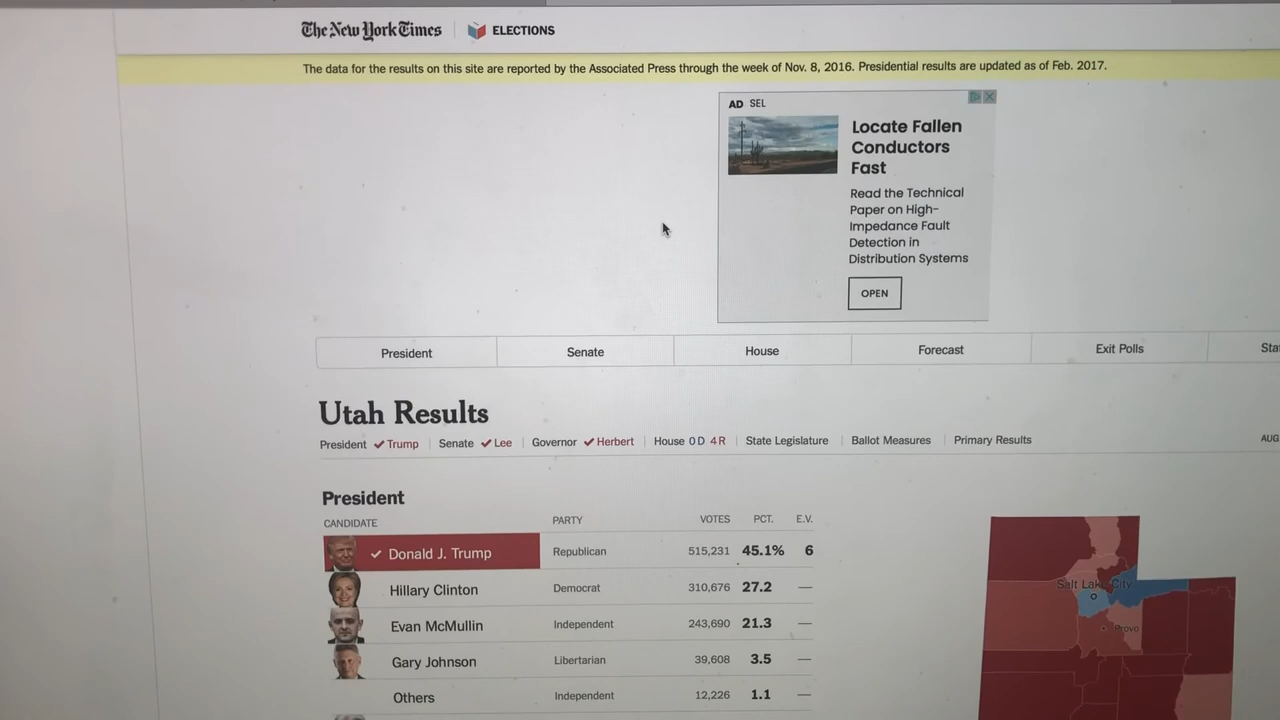 The New York Times
ELECTIONS
The data for the results on this site are reported by the Associated Press through the week of Nov. 8, 2016. Presidential results are updated as of Feb. 2017.
AD SEL
Locate Fallen
Conductors
Fast
Read the Technical
Paper on High-
Impedance Fault
Detection in
Distribution Systems
OPEN
President Senate House Forecast Exit Polls
Utah Results
President ✓ Trump Senate ✓ Lee Governor ✓ Herbert House 0 D 4 R State Legislature Ballot Measures Primary Results AUG
President
CANDIDATE PARTY VOTES PCT. E.V.
✓ Donald J. Trump Republican 515,231 45.1% 6
Hillary Clinton Democrat 310,676 27.2 —
Evan McMullin Independent 243,690 21.3 —
Gary Johnson Libertarian 39,608 3.5 —
Others Independent 12,226 1.1 —
Salt Lake City
Provo